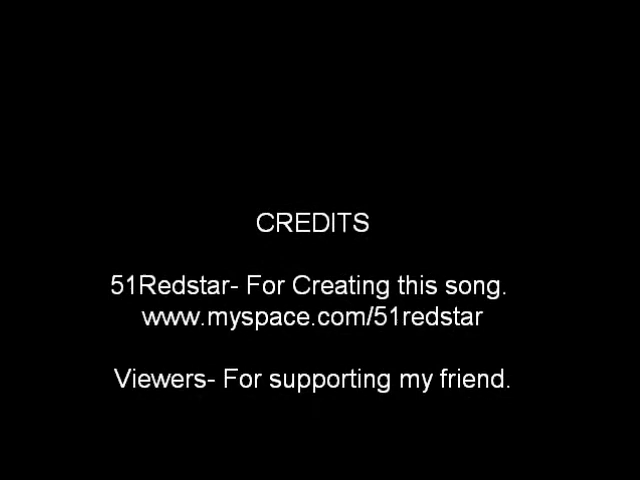 CREDITS
51Redstar- For Creating this song.
www.myspace.com/51redstar
Viewers- For supporting my friend.